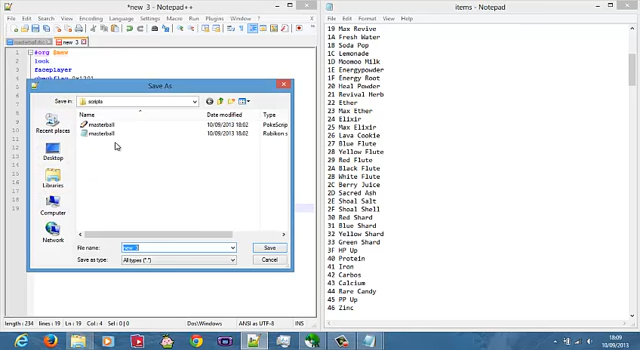 *new 3 - Notepad++
File Edit Search View Encoding Language Settings Macro Run Plugins Window ?
new 3
#org @new
lock
faceplayer
Save As
Save in:
scripts
Name
Date modified
Type
masterball
10/09/2013 18:02
PokeScrip
masterball
10/09/2013 18:02
Rubikon s
Recent places
Desktop
Libraries
Computer
Network
File name:
new 3
Save
Save as type:
All types (*.*)
Cancel
length : 234 lines : 19
Ln : 19 Col : 4 Sel : 0 | 0
Dos\Windows
ANSI as UTF-8
INS
items - Notepad
File Edit Format View Help
19 Max Revive
1A Fresh Water
1B Soda Pop
1C Lemonade
1D Moomoo Milk
1E Energypowder
1F Energy Root
20 Heal Powder
21 Revival Herb
22 Ether
23 Max Ether
24 Elixir
25 Max Elixir
26 Lava Cookie
27 Blue Flute
28 Yellow Flute
29 Red Flute
2A Black Flute
2B White Flute
2C Berry Juice
2D Sacred Ash
2E Shoal Salt
2F Shoal Shell
30 Red Shard
31 Blue Shard
32 Yellow Shard
33 Green Shard
3F HP Up
40 Protein
41 Iron
42 Carbos
43 Calcium
44 Rare Candy
45 PP Up
46 Zinc
18:09
10/09/2013